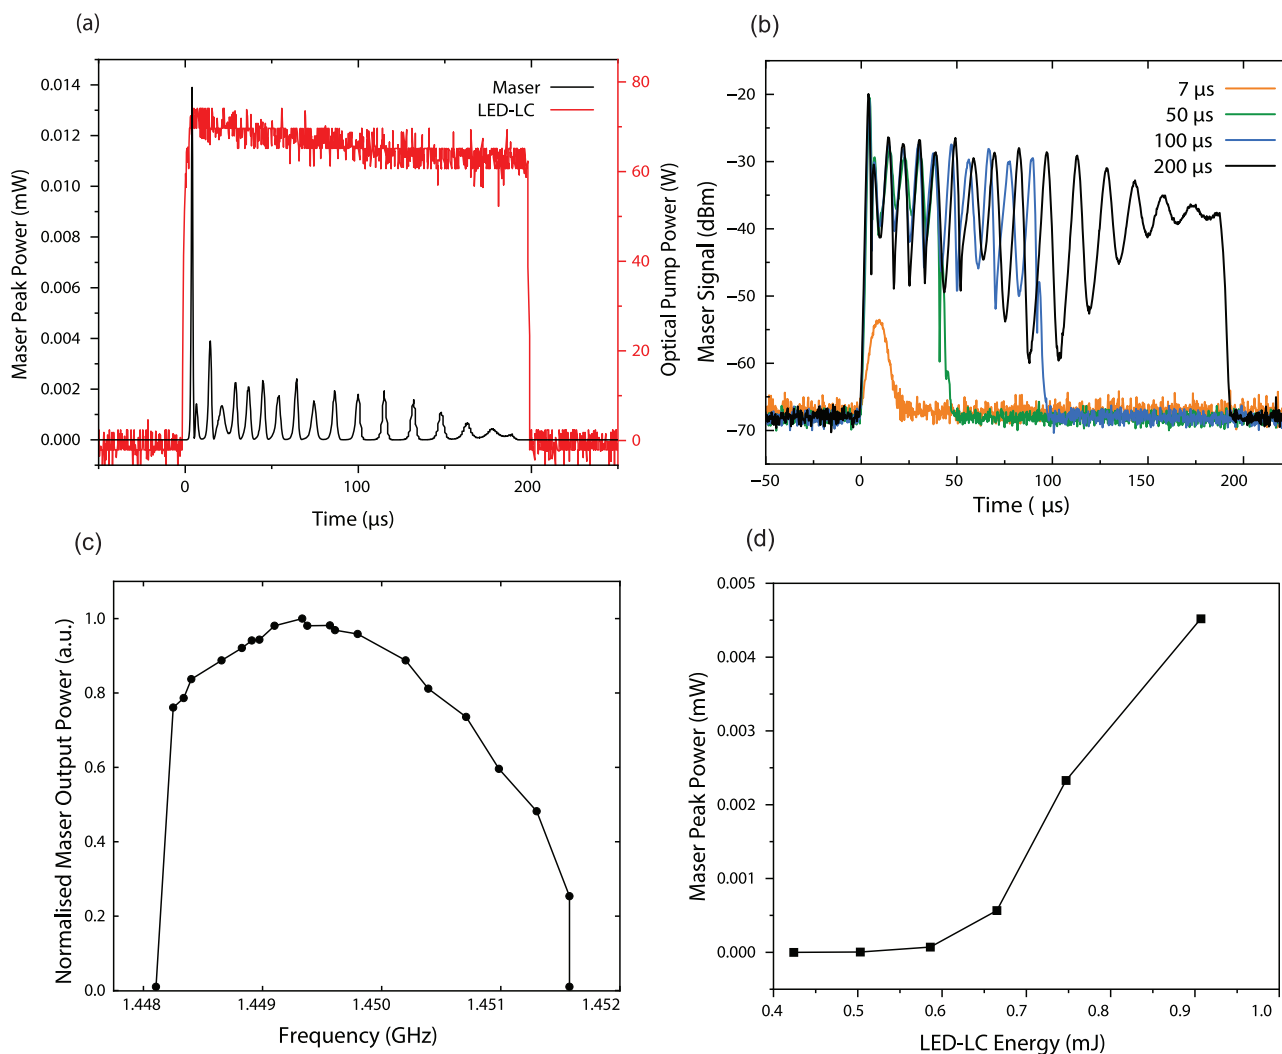 (a)
Maser Peak Power (mW)
0.014
0.012
0.010
0.008
0.006
0.004
0.002
0.000
Maser
LED-LC
80
60
40
20
0
Optical Pump Power (W)
0
100
200
Time (µs)
(b)
Maser Signal (dBm)
−20
−30
−40
−50
−60
−70
7 µs
50 µs
100 µs
200 µs
−50
0
50
100
150
200
Time ( µs)
(c)
Normalised Maser Output Power (a.u.)
1.0
0.8
0.6
0.4
0.2
0.0
1.448
1.449
1.450
1.451
1.452
Frequency (GHz)
(d)
Maser Peak Power (mW)
0.005
0.004
0.003
0.002
0.001
0.000
0.4
0.5
0.6
0.7
0.8
0.9
1.0
LED-LC Energy (mJ)